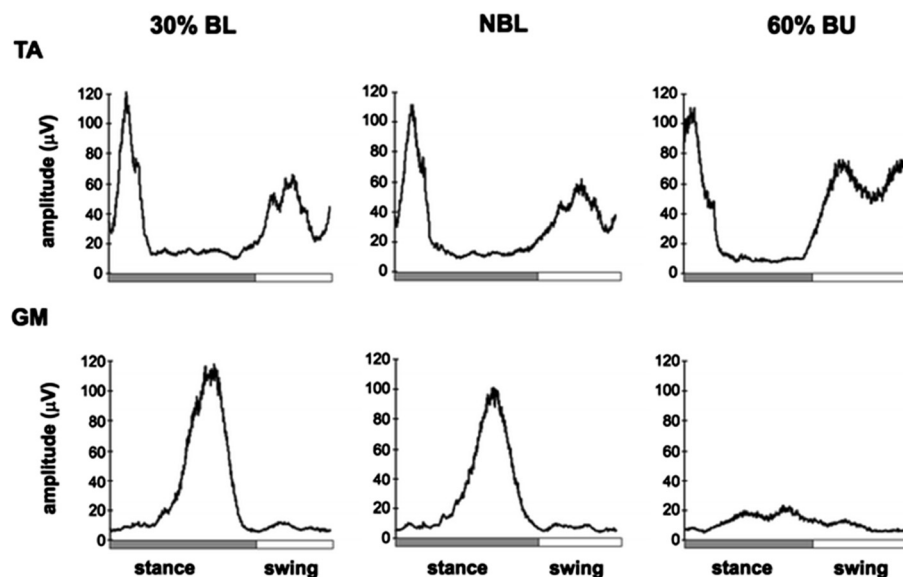 30% BL NBL 60% BU
TA
amplitude (μV)
120 120 120
100 100 100
80 80 80
60 60 60
40 40 40
20 20 20
0 0 0
GM
amplitude (μV)
120 120 120
100 100 100
80 80 80
60 60 60
40 40 40
20 20 20
0 0 0
stance swing stance swing stance swing